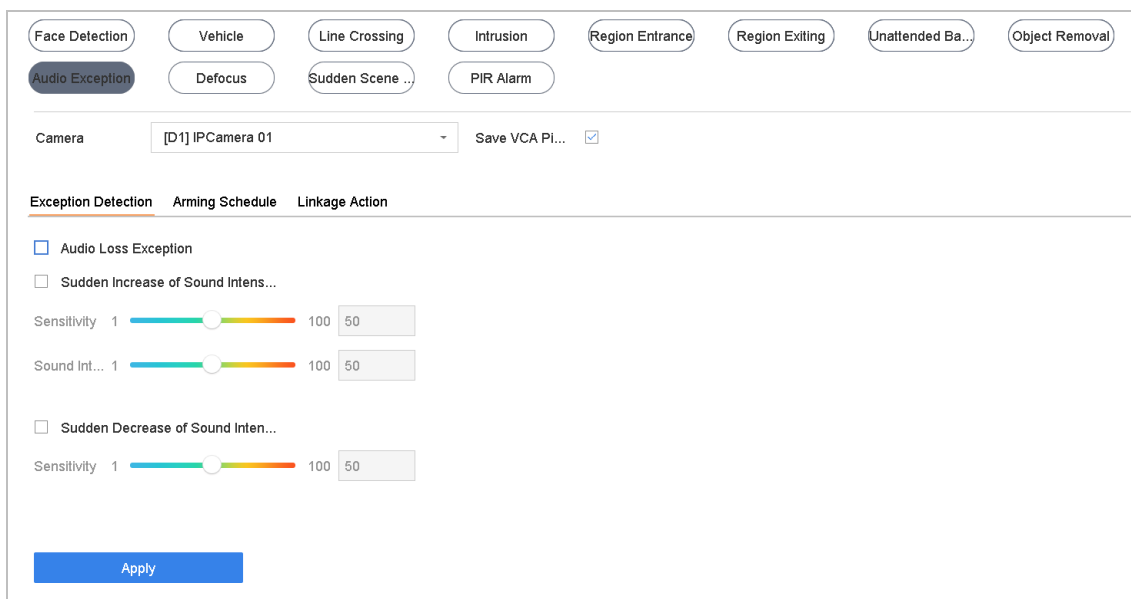 Face Detection Vehicle Line Crossing Intrusion Region Entrance Region Exiting Unattended Ba... Object Removal
Audio Exception Defocus Sudden Scene ... PIR Alarm
Camera [D1] IPCamera 01 Save VCA Pi...
Exception Detection Arming Schedule Linkage Action
Audio Loss Exception
Sudden Increase of Sound Intens...
Sensitivity 1 100 50
Sound Int... 1 100 50
Sudden Decrease of Sound Inten...
Sensitivity 1 100 50
Apply